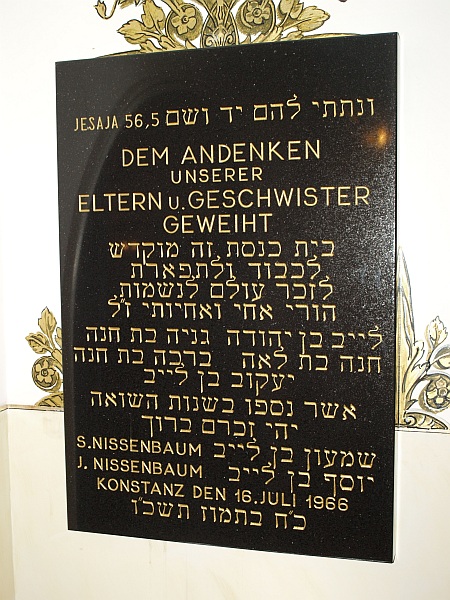 JESAJA 56,5 ונתתי להם יד ושם
DEM ANDENKEN
UNSERER
ELTERN U. GESCHWISTER
GEWEIHT
בית כנסת זה מוקדש
לכבוד ולתפארת
לזכר עולם לנשמות
הורי אחי ואחיותי ז"ל
לייב בן יהודה גניה בת חנה
חנה בת לאה ברכה בת חנה
יעקוב בן לייב
אשר נספו בשנות השואה
יהי זכרם ברוך
S. NISSENBAUM שמעון בן לייב
J. NISSENBAUM יוסף בן לייב
KONSTANZ DEN 16. JULI 1966
כ"ח בתמוז תשכ"ו